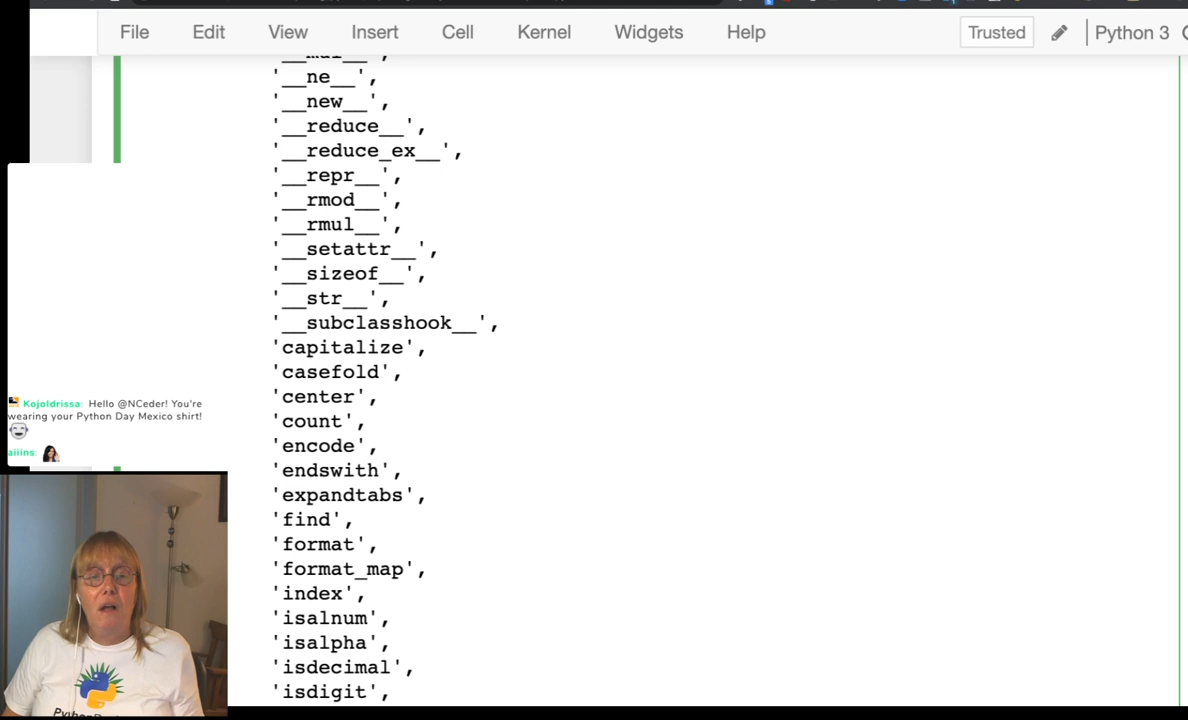 File Edit View Insert Cell Kernel Widgets Help Trusted Python 3
'__mul__',
'__ne__',
'__new__',
'__reduce__',
'__reduce_ex__',
'__repr__',
'__rmod__',
'__rmul__',
'__setattr__',
'__sizeof__',
'__str__',
'__subclasshook__',
'capitalize',
'casefold',
'center',
'count',
'encode',
'endswith',
'expandtabs',
'find',
'format',
'format_map',
'index',
'isalnum',
'isalpha',
'isdecimal',
'isdigit',
Kojoldrissa: Hello @NCeder! You're
wearing your Python Day Mexico shirt!
aiiins: